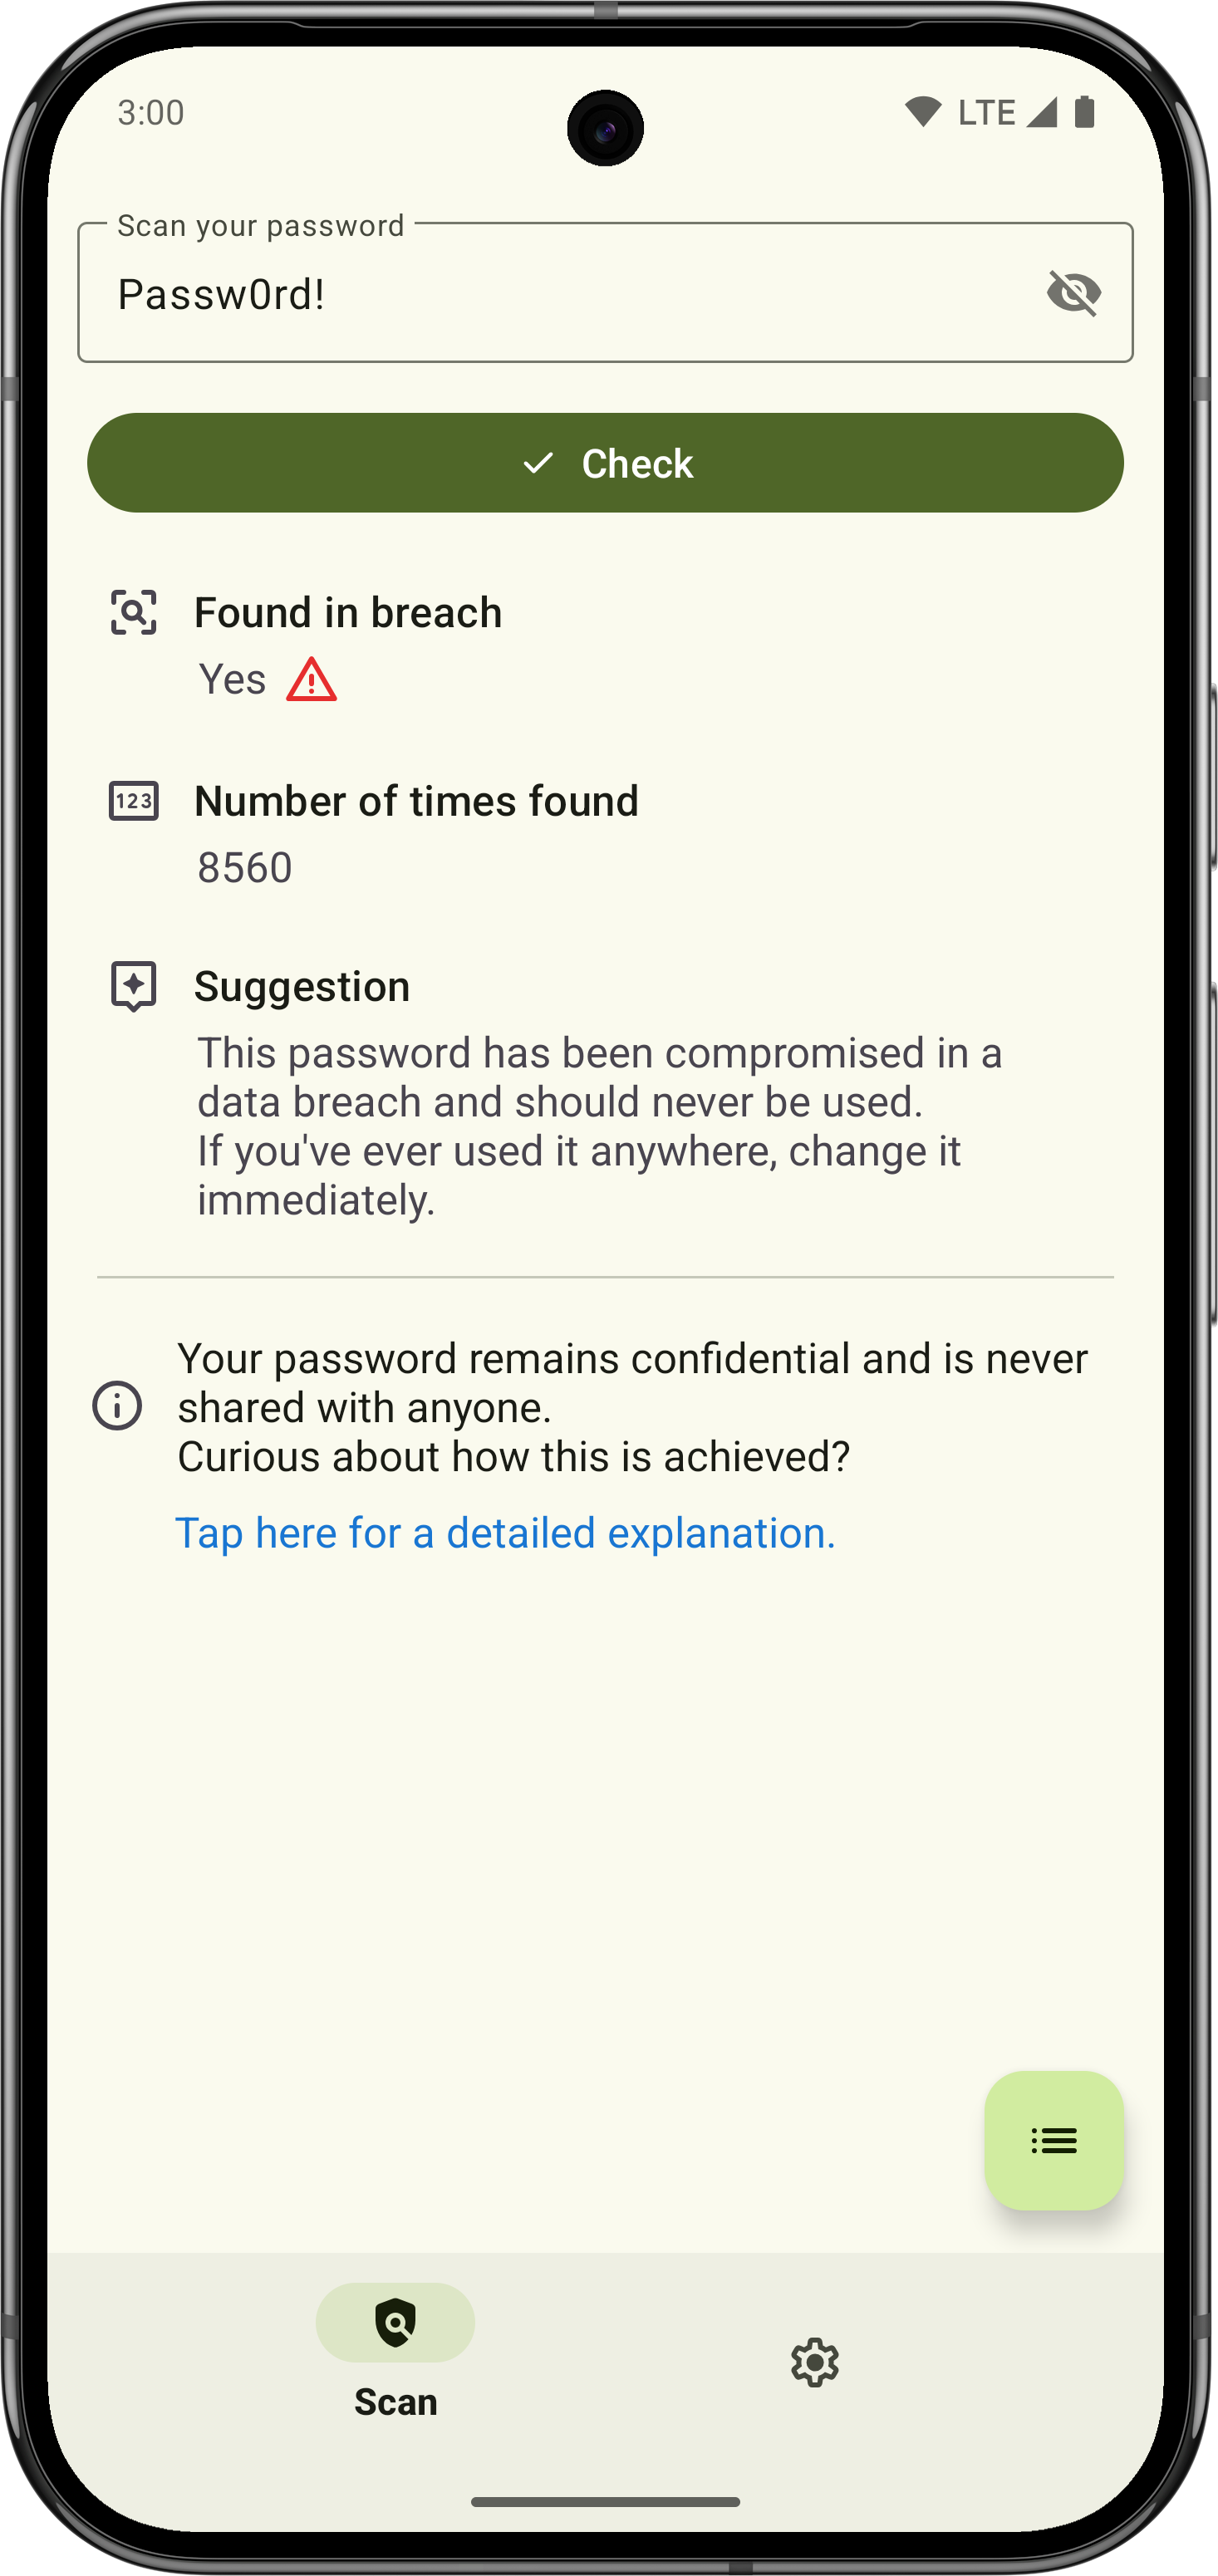 3:00 LTE
Scan your password
Passw0rd!
Check
Found in breach
Yes
123
Number of times found
8560
Suggestion
This password has been compromised in a
data breach and should never be used.
If you've ever used it anywhere, change it
immediately.
Your password remains confidential and is never
shared with anyone.
Curious about how this is achieved?
Tap here for a detailed explanation.
Scan